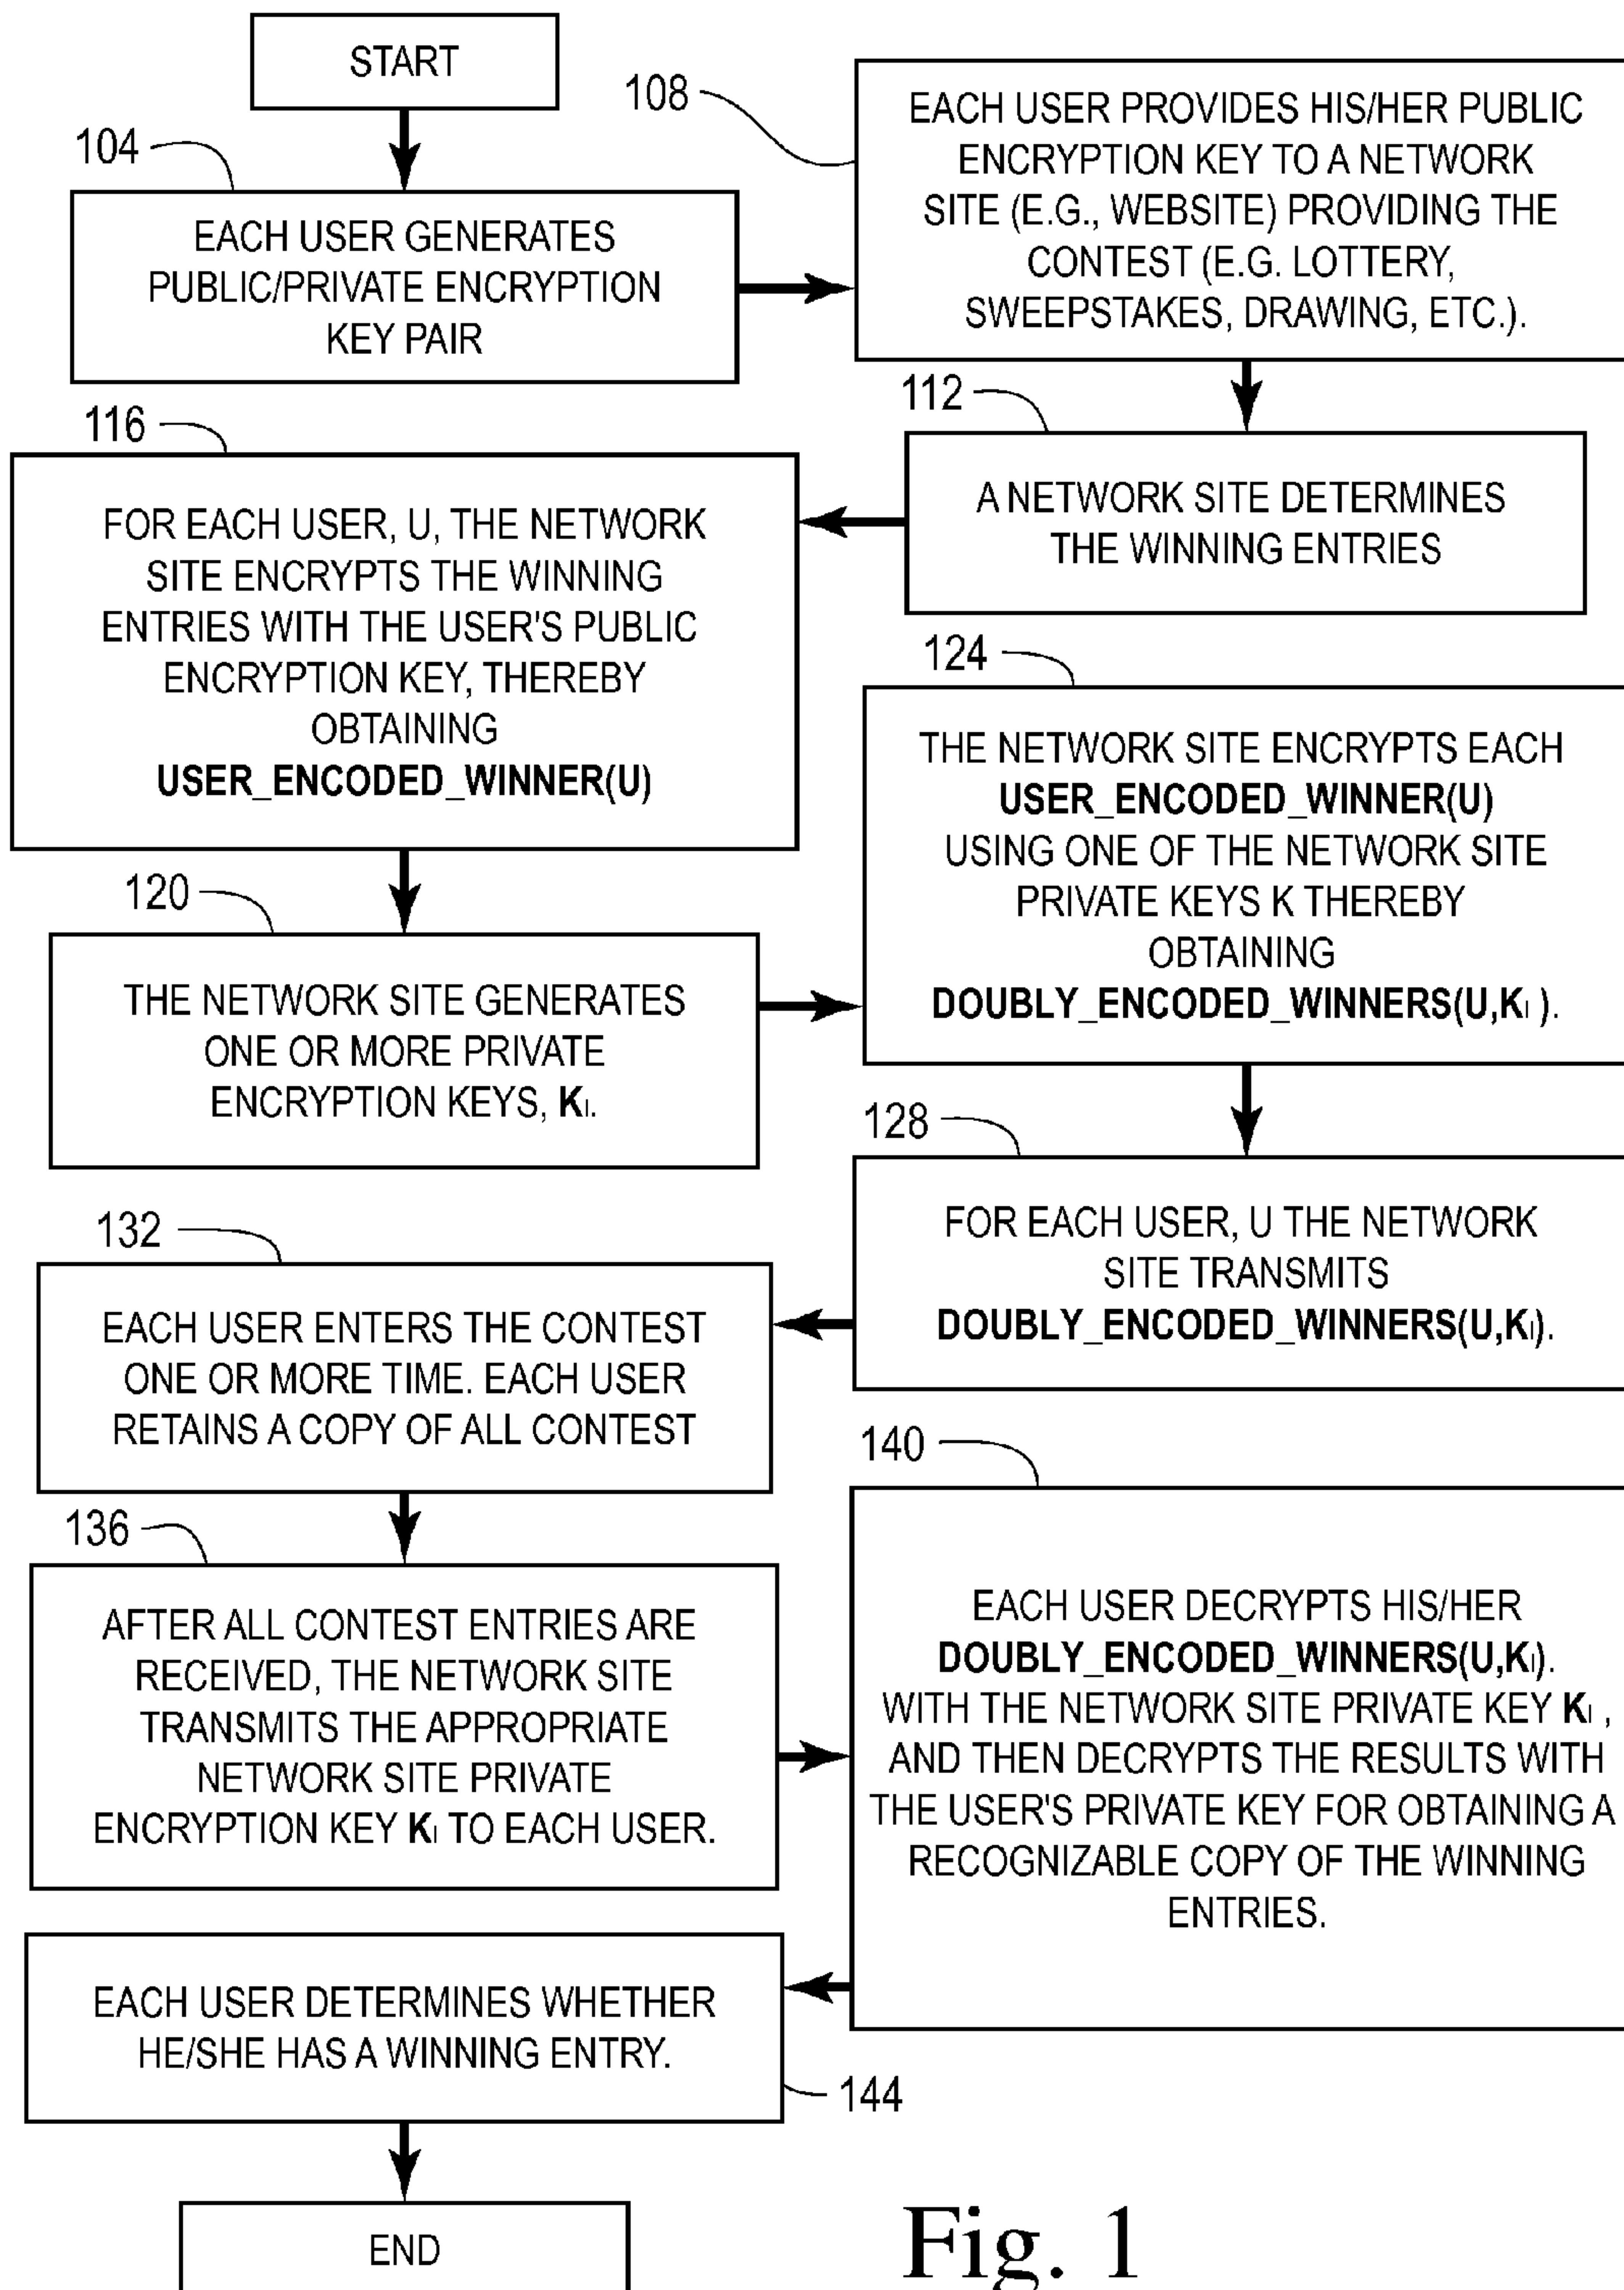 START
104
EACH USER GENERATES
PUBLIC/PRIVATE ENCRYPTION
KEY PAIR
108
EACH USER PROVIDES HIS/HER PUBLIC
ENCRYPTION KEY TO A NETWORK
SITE (E.G., WEBSITE) PROVIDING THE
CONTEST (E.G. LOTTERY,
SWEEPSTAKES, DRAWING, ETC.).
112
A NETWORK SITE DETERMINES
THE WINNING ENTRIES
116
FOR EACH USER, U, THE NETWORK
SITE ENCRYPTS THE WINNING
ENTRIES WITH THE USER'S PUBLIC
ENCRYPTION KEY, THEREBY
OBTAINING
USER_ENCODED_WINNER(U)
120
THE NETWORK SITE GENERATES
ONE OR MORE PRIVATE
ENCRYPTION KEYS, KI.
124
THE NETWORK SITE ENCRYPTS EACH
USER_ENCODED_WINNER(U)
USING ONE OF THE NETWORK SITE
PRIVATE KEYS K THEREBY
OBTAINING
DOUBLY_ENCODED_WINNERS(U,KI ).
128
FOR EACH USER, U THE NETWORK
SITE TRANSMITS
DOUBLY_ENCODED_WINNERS(U,KI).
132
EACH USER ENTERS THE CONTEST
ONE OR MORE TIME. EACH USER
RETAINS A COPY OF ALL CONTEST
136
AFTER ALL CONTEST ENTRIES ARE
RECEIVED, THE NETWORK SITE
TRANSMITS THE APPROPRIATE
NETWORK SITE PRIVATE
ENCRYPTION KEY KI TO EACH USER.
140
EACH USER DECRYPTS HIS/HER
DOUBLY_ENCODED_WINNERS(U,KI).
WITH THE NETWORK SITE PRIVATE KEY KI ,
AND THEN DECRYPTS THE RESULTS WITH
THE USER'S PRIVATE KEY FOR OBTAINING A
RECOGNIZABLE COPY OF THE WINNING
ENTRIES.
EACH USER DETERMINES WHETHER
HE/SHE HAS A WINNING ENTRY.
144
END
Fig. 1